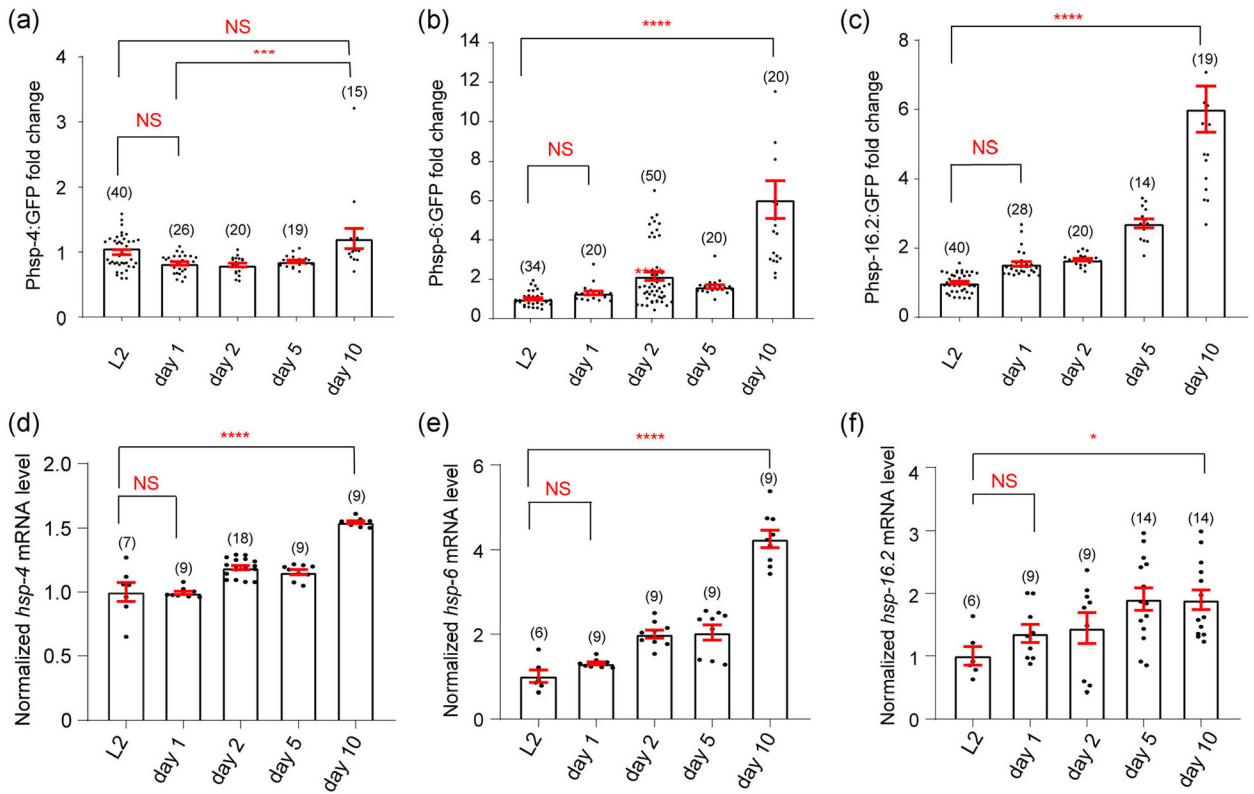 (a)
NS
***
NS
(40)
(26)
(20)
(19)
(15)
Phsp-4:GFP fold change
4
3
2
1
0
L2
day 1
day 2
day 5
day 10
(b)
****
NS
(34)
(20)
(50)
****
(20)
(20)
Phsp-6:GFP fold change
14
12
10
8
6
4
2
0
L2
day 1
day 2
day 5
day 10
(c)
****
NS
(40)
(28)
(20)
(14)
(19)
Phsp-16.2:GFP fold change
8
6
4
2
0
L2
day 1
day 2
day 5
day 10
(d)
****
NS
(7)
(9)
(18)
(9)
(9)
Normalized hsp-4 mRNA level
2.0
1.5
1.0
0.5
0
L2
day 1
day 2
day 5
day 10
(e)
****
NS
(6)
(9)
(9)
(9)
(9)
Normalized hsp-6 mRNA level
6
4
2
0
L2
day 1
day 2
day 5
day 10
(f)
*
NS
(6)
(9)
(9)
(14)
(14)
Normalized hsp-16.2 mRNA level
4
3
2
1
0
L2
day 1
day 2
day 5
day 10